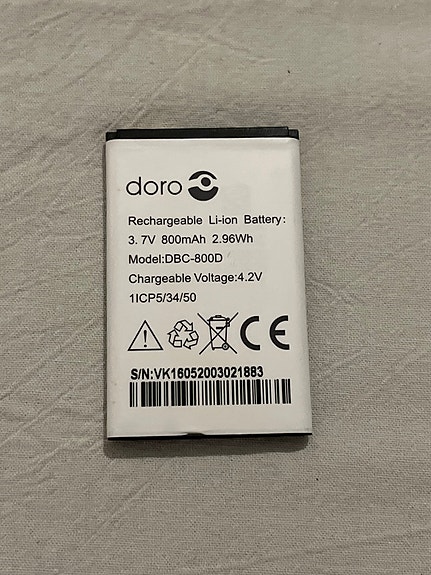 doro
Rechargeable Li-ion Battery:
3.7V 800mAh 2.96Wh
Model:DBC-800D
Chargeable Voltage:4.2V
1ICP5/34/50
CE
S/N:VK16052003021883